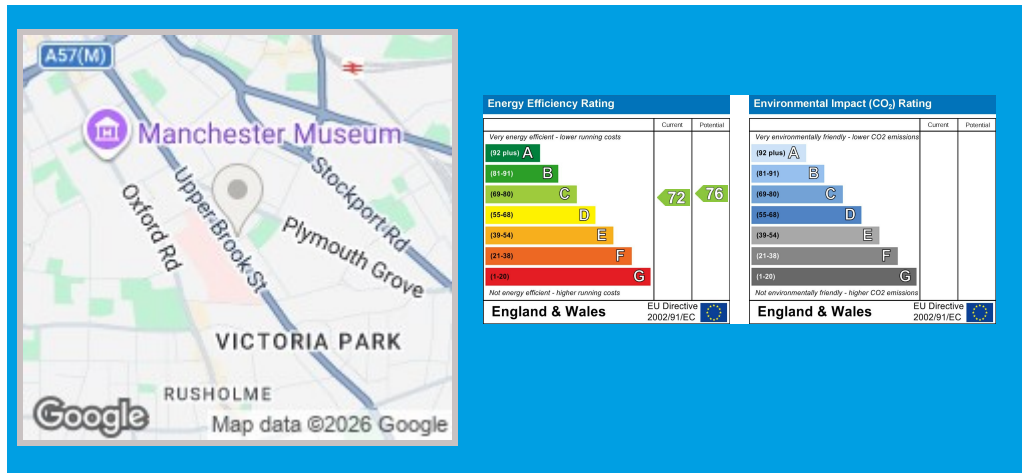 A57(M)
Manchester Museum
Stockport Rd
Upper Brook St
Oxford Rd
Plymouth Grove
VICTORIA PARK
RUSHOLME
Google
Map data ©2026 Google
Energy Efficiency Rating
Current Potential
Very energy efficient - lower running costs
(92 plus) A
(81-91) B
(69-80) C
72 76
(55-68) D
(39-54) E
(21-38) F
(1-20) G
Not energy efficient - higher running costs
England & Wales
EU Directive
2002/91/EC
Environmental Impact (CO₂) Rating
Current Potential
Very environmentally friendly - lower CO2 emissions
(92 plus) A
(81-91) B
(69-80) C
(55-68) D
(39-54) E
(21-38) F
(1-20) G
Not environmentally friendly - higher CO2 emissions
England & Wales
EU Directive
2002/91/EC